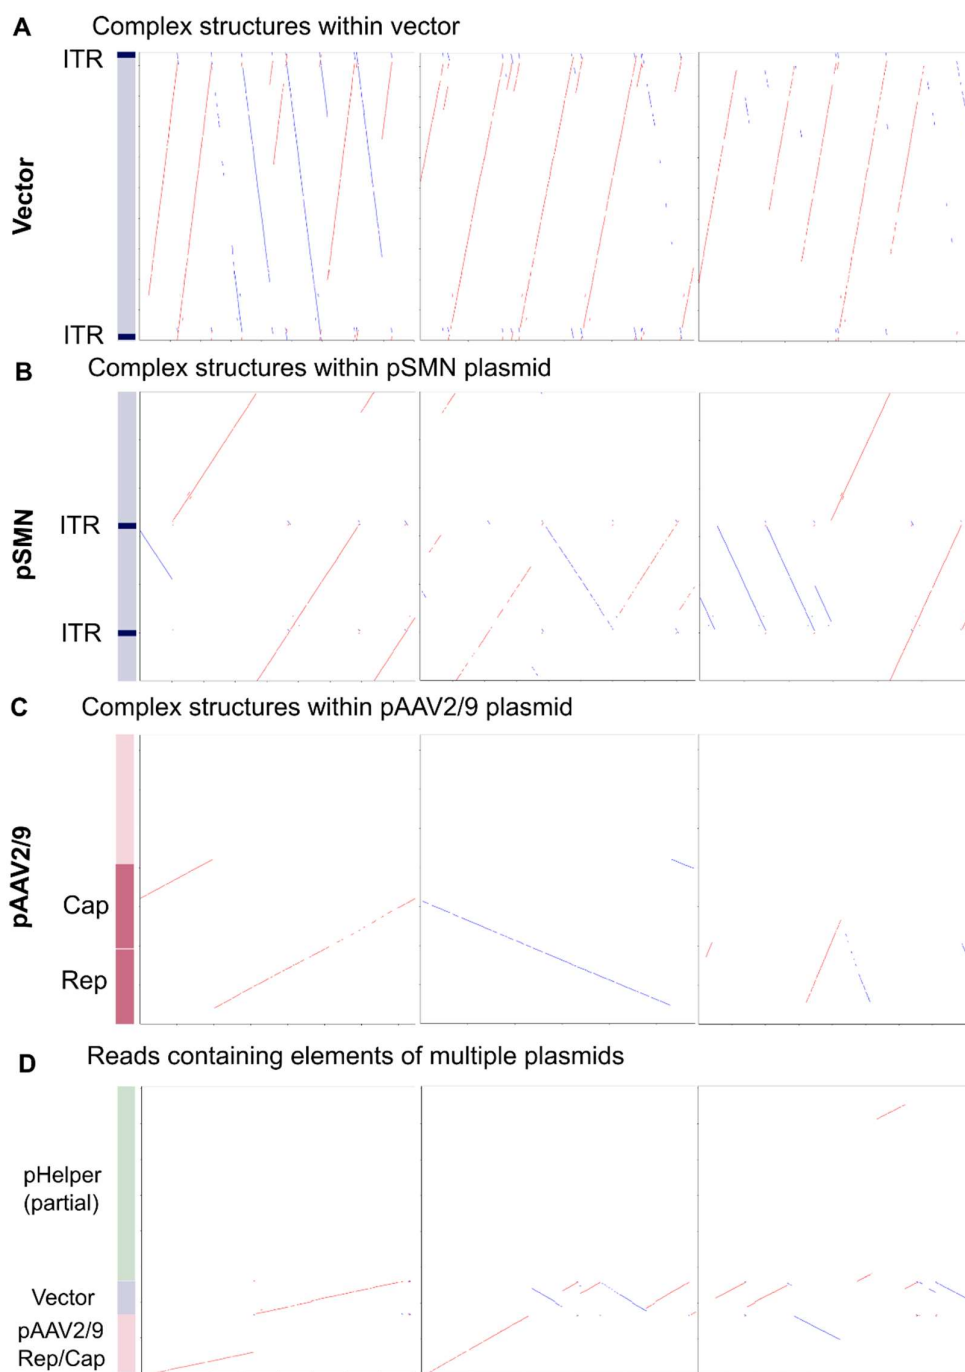 A Complex structures within vector
ITR
Vector
ITR
B Complex structures within pSMN plasmid
ITR
pSMN
ITR
C Complex structures within pAAV2/9 plasmid
pAAV2/9
Cap
Rep
D Reads containing elements of multiple plasmids
pHelper
(partial)
Vector
pAAV2/9
Rep/Cap